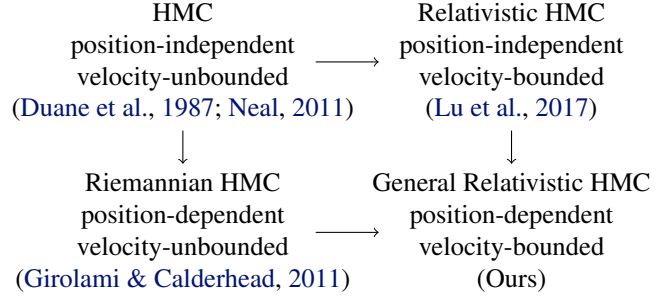 HMC
position-independent
velocity-unbounded
(Duane et al., 1987; Neal, 2011)
Relativistic HMC
position-independent
velocity-bounded
(Lu et al., 2017)
Riemannian HMC
position-dependent
velocity-unbounded
(Girolami & Calderhead, 2011)
General Relativistic HMC
position-dependent
velocity-bounded
(Ours)